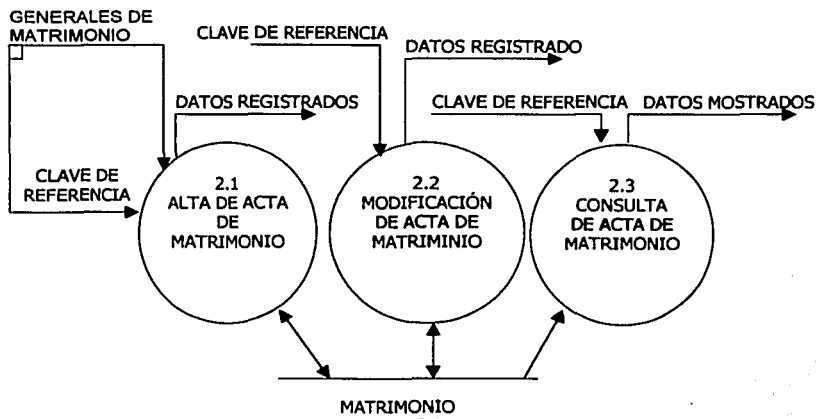 GENERALES DE
MATRIMONIO
CLAVE DE REFERENCIA
DATOS REGISTRADO
DATOS REGISTRADOS
CLAVE DE REFERENCIA
DATOS MOSTRADOS
CLAVE DE
REFERENCIA
2.1
ALTA DE ACTA
DE
MATRIMONIO
2.2
MODIFICACIÓN
DE ACTA DE
MATRIMINIO
2.3
CONSULTA
DE ACTA DE
MATRIMONIO
MATRIMONIO